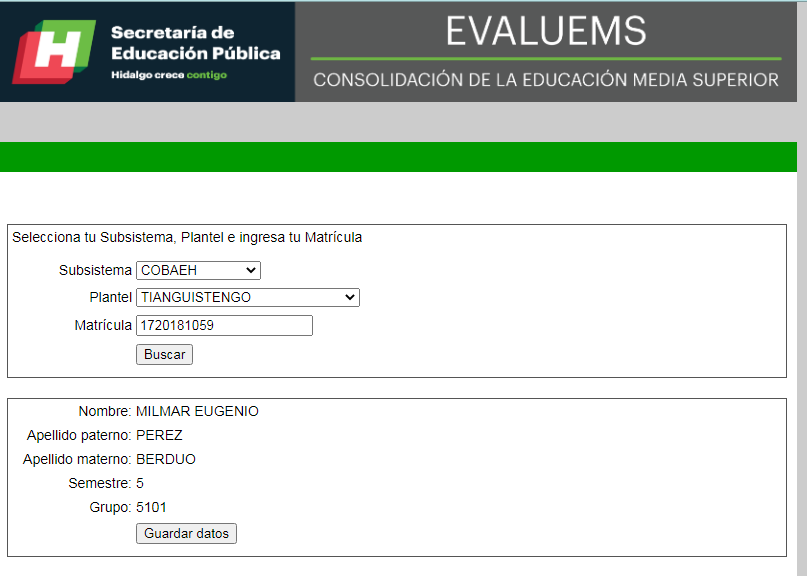 Secretaría de
Educación Pública
Hidalgo crece contigo
EVALUEMS
CONSOLIDACIÓN DE LA EDUCACIÓN MEDIA SUPERIOR
Selecciona tu Subsistema, Plantel e ingresa tu Matrícula
Subsistema COBAEH
Plantel TIANGUISTENGO
Matrícula 1720181059
Buscar
Nombre: MILMAR EUGENIO
Apellido paterno: PEREZ
Apellido materno: BERDUO
Semestre: 5
Grupo: 5101
Guardar datos